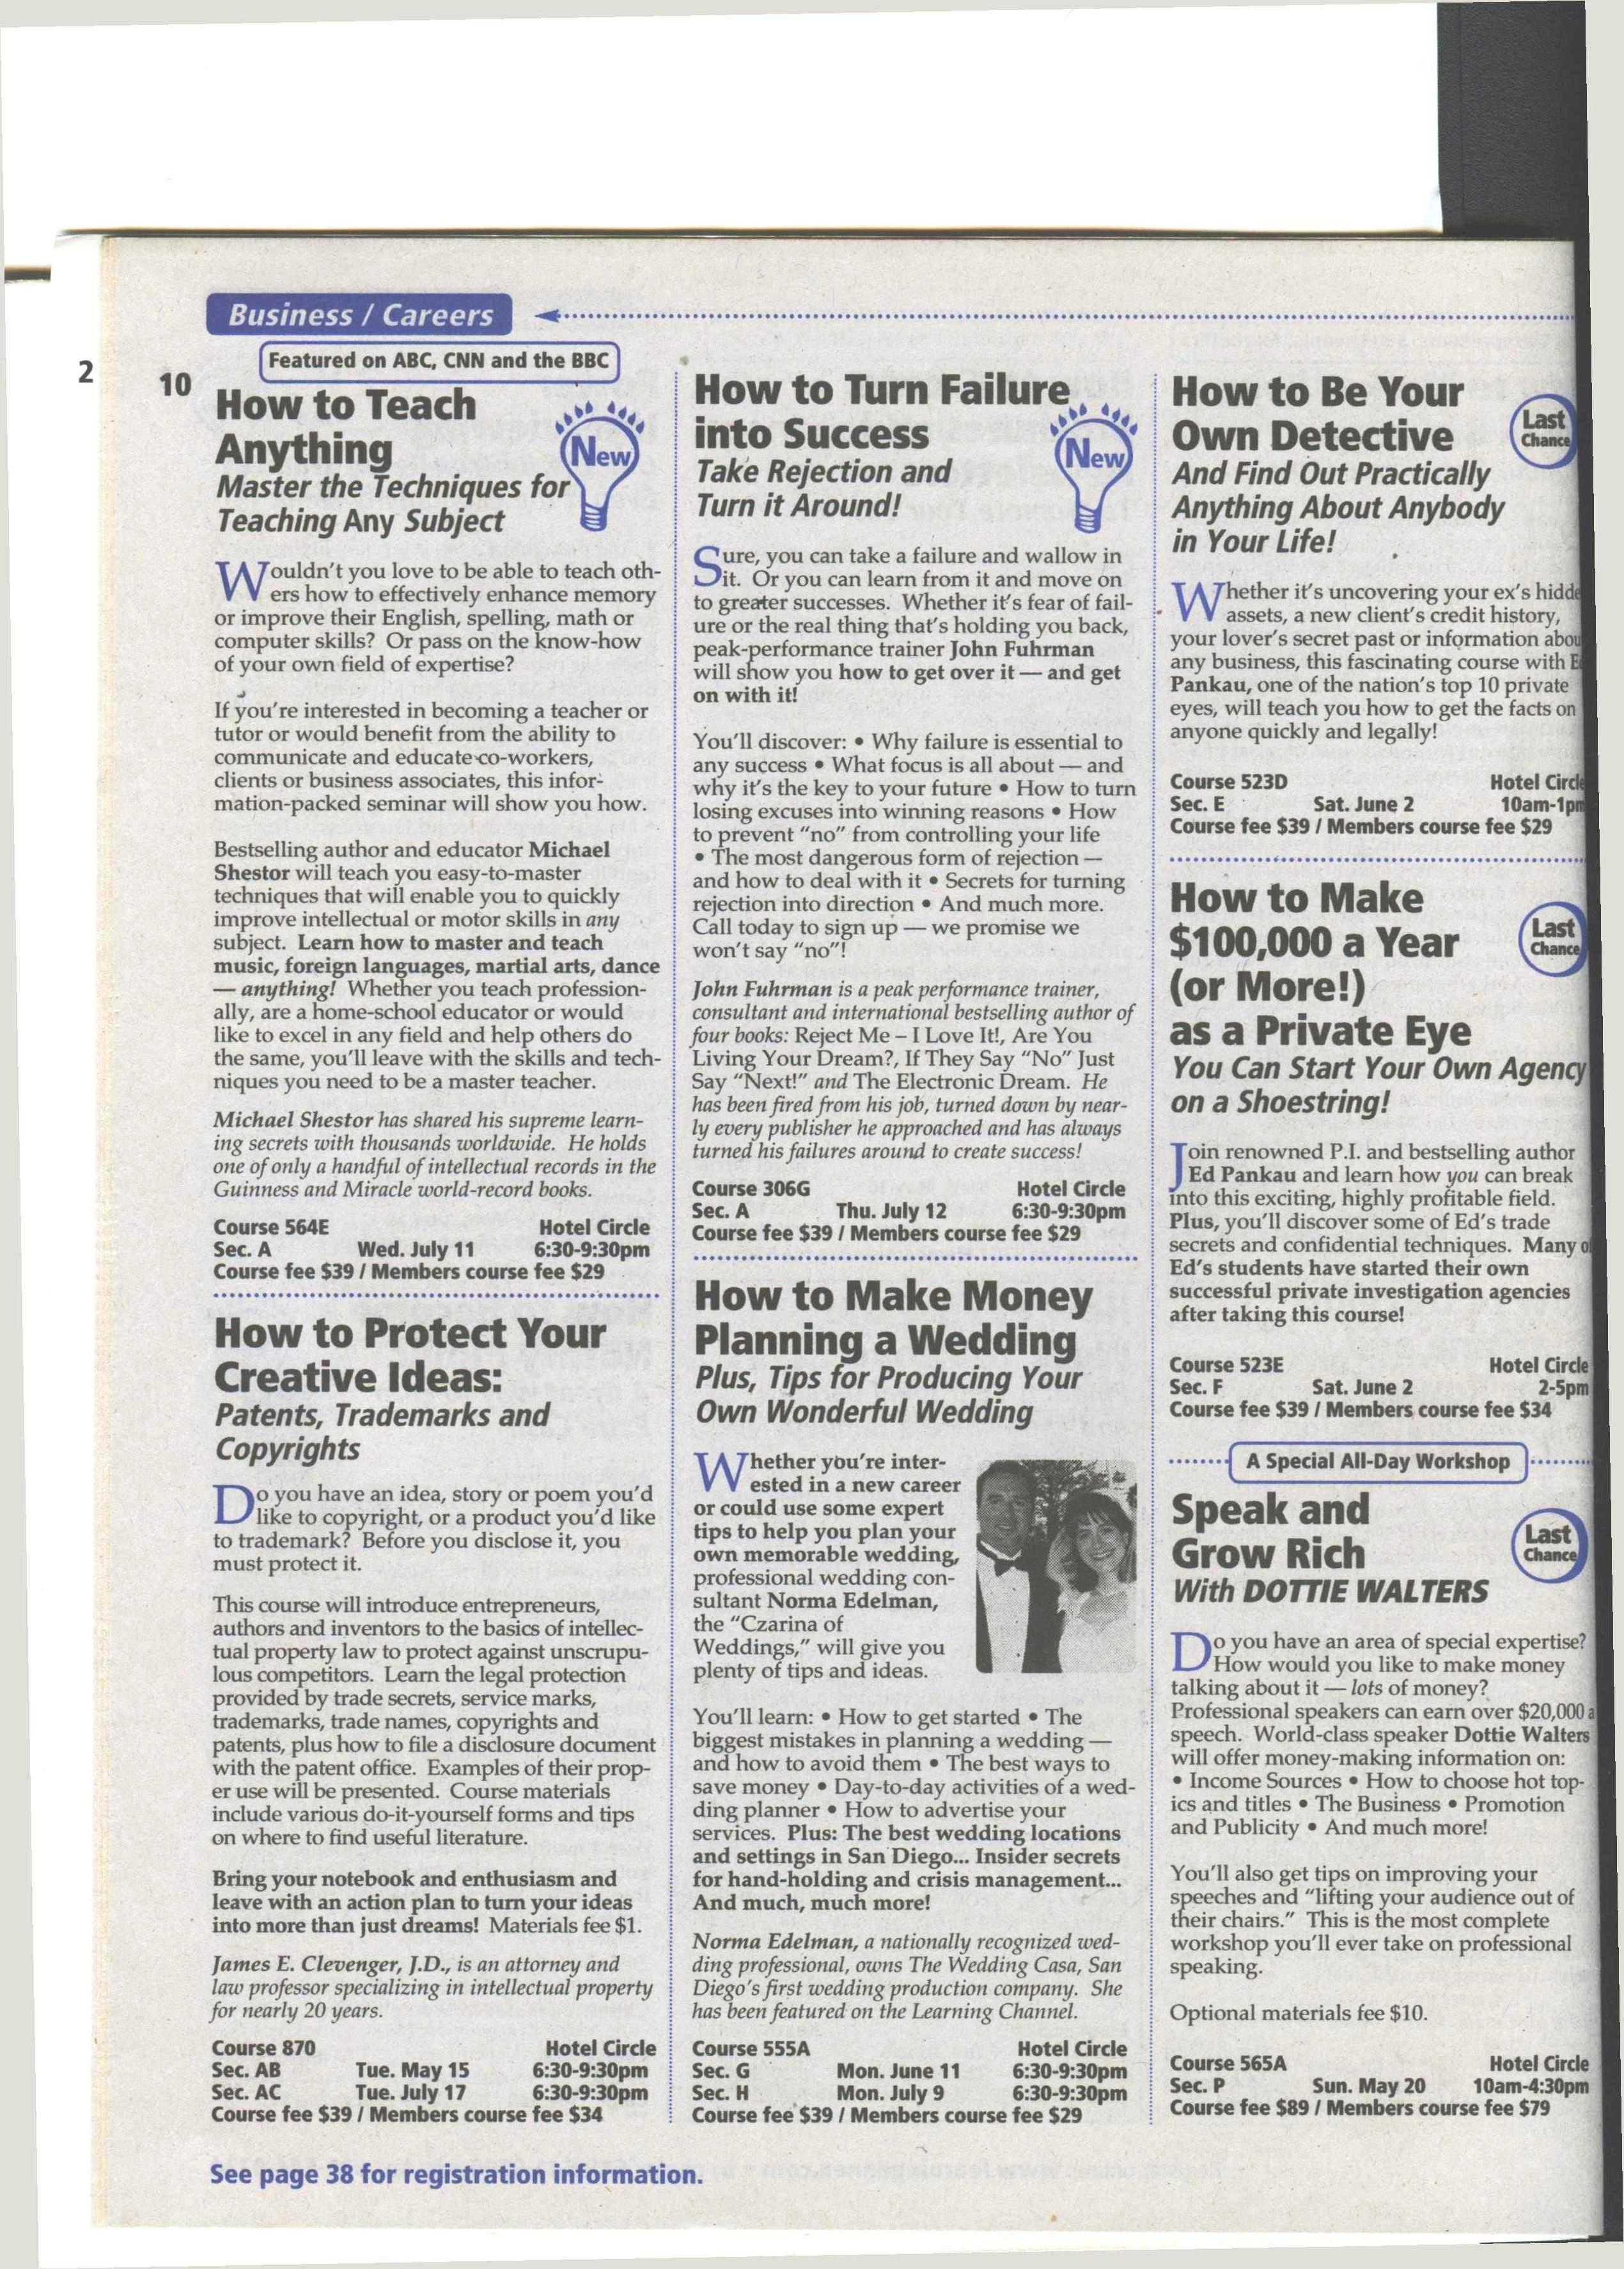 Business / Careers
2
10
Featured on ABC, CNN and the BBC
How to Teach
Anything
New
Master the Techniques for
Teaching Any Subject
Wouldn't you love to be able to teach oth-
ers how to effectively enhance memory
or improve their English, spelling, math or
computer skills? Or pass on the know-how
of your own field of expertise?
If you're interested in becoming a teacher or
tutor or would benefit from the ability to
communicate and educate co-workers,
clients or business associates, this infor-
mation-packed seminar will show you how.
Bestselling author and educator Michael
Shestor will teach you easy-to-master
techniques that will enable you to quickly
improve intellectual or motor skills in any
subject. Learn how to master and teach
music, foreign languages, martial arts, dance
— anything! Whether you teach profession-
ally, are a home-school educator or would
like to excel in any field and help others do
the same, you'll leave with the skills and tech-
niques you need to be a master teacher.
Michael Shestor has shared his supreme learn-
ing secrets with thousands worldwide. He holds
one of only a handful of intellectual records in the
Guinness and Miracle world-record books.
Course 564E Hotel Circle
Sec. A Wed. July 11 6:30-9:30pm
Course fee $39 / Members course fee $29
How to Protect Your
Creative Ideas:
Patents, Trademarks and
Copyrights
Do you have an idea, story or poem you'd
like to copyright, or a product you'd like
to trademark? Before you disclose it, you
must protect it.
This course will introduce entrepreneurs,
authors and inventors to the basics of intellec-
tual property law to protect against unscrupu-
lous competitors. Learn the legal protection
provided by trade secrets, service marks,
trademarks, trade names, copyrights and
patents, plus how to file a disclosure document
with the patent office. Examples of their prop-
er use will be presented. Course materials
include various do-it-yourself forms and tips
on where to find useful literature.
Bring your notebook and enthusiasm and
leave with an action plan to turn your ideas
into more than just dreams! Materials fee $1.
James E. Clevenger, J.D., is an attorney and
law professor specializing in intellectual property
for nearly 20 years.
Course 870 Hotel Circle
Sec. AB Tue. May 15 6:30-9:30pm
Sec. AC Tue. July 17 6:30-9:30pm
Course fee $39 / Members course fee $34
How to Turn Failure
into Success
New
Take Rejection and
Turn it Around!
Sure, you can take a failure and wallow in
it. Or you can learn from it and move on
to greater successes. Whether it's fear of fail-
ure or the real thing that's holding you back,
peak-performance trainer John Fuhrman
will show you how to get over it — and get
on with it!
You'll discover: • Why failure is essential to
any success • What focus is all about — and
why it's the key to your future • How to turn
losing excuses into winning reasons • How
to prevent "no" from controlling your life
• The most dangerous form of rejection —
and how to deal with it • Secrets for turning
rejection into direction • And much more.
Call today to sign up — we promise we
won't say "no"!
John Fuhrman is a peak performance trainer,
consultant and international bestselling author of
four books: Reject Me – I Love It!, Are You
Living Your Dream?, If They Say "No" Just
Say "Next!" and The Electronic Dream. He
has been fired from his job, turned down by near-
ly every publisher he approached and has always
turned his failures around to create success!
Course 306G Hotel Circle
Sec. A Thu. July 12 6:30-9:30pm
Course fee $39 / Members course fee $29
How to Make Money
Planning a Wedding
Plus, Tips for Producing Your
Own Wonderful Wedding
Whether you're inter-
ested in a new career
or could use some expert
tips to help you plan your
own memorable wedding,
professional wedding con-
sultant Norma Edelman,
the "Czarina of
Weddings," will give you
plenty of tips and ideas.
You'll learn: • How to get started • The
biggest mistakes in planning a wedding —
and how to avoid them • The best ways to
save money • Day-to-day activities of a wed-
ding planner • How to advertise your
services. Plus: The best wedding locations
and settings in San Diego... Insider secrets
for hand-holding and crisis management...
And much, much more!
Norma Edelman, a nationally recognized wed-
ding professional, owns The Wedding Casa, San
Diego's first wedding production company. She
has been featured on the Learning Channel.
Course 555A Hotel Circle
Sec. G Mon. June 11 6:30-9:30pm
Sec. H Mon. July 9 6:30-9:30pm
Course fee $39 / Members course fee $29
How to Be Your
Own Detective
Last
Chance
And Find Out Practically
Anything About Anybody
in Your Life!
Whether it's uncovering your ex's hidde
assets, a new client's credit history,
your lover's secret past or information abou
any business, this fascinating course with E
Pankau, one of the nation's top 10 private
eyes, will teach you how to get the facts on
anyone quickly and legally!
Course 523D Hotel Circle
Sec. E Sat. June 2 10am-1pm
Course fee $39 / Members course fee $29
How to Make
$100,000 a Year
(or More!)
as a Private Eye
Last
Chance
You Can Start Your Own Agency
on a Shoestring!
Join renowned P.I. and bestselling author
Ed Pankau and learn how you can break
into this exciting, highly profitable field.
Plus, you'll discover some of Ed's trade
secrets and confidential techniques. Many o
Ed's students have started their own
successful private investigation agencies
after taking this course!
Course 523E Hotel Circle
Sec. F Sat. June 2 2-5pm
Course fee $39 / Members course fee $34
A Special All-Day Workshop
Speak and
Grow Rich
Last
Chance
With DOTTIE WALTERS
Do you have an area of special expertise?
How would you like to make money
talking about it — lots of money?
Professional speakers can earn over $20,000 a
speech. World-class speaker Dottie Walters
will offer money-making information on:
• Income Sources • How to choose hot top-
ics and titles • The Business • Promotion
and Publicity • And much more!
You'll also get tips on improving your
speeches and "lifting your audience out of
their chairs." This is the most complete
workshop you'll ever take on professional
speaking.
Optional materials fee $10.
Course 565A Hotel Circle
Sec. P Sun. May 20 10am-4:30pm
Course fee $89 / Members course fee $79
See page 38 for registration information.